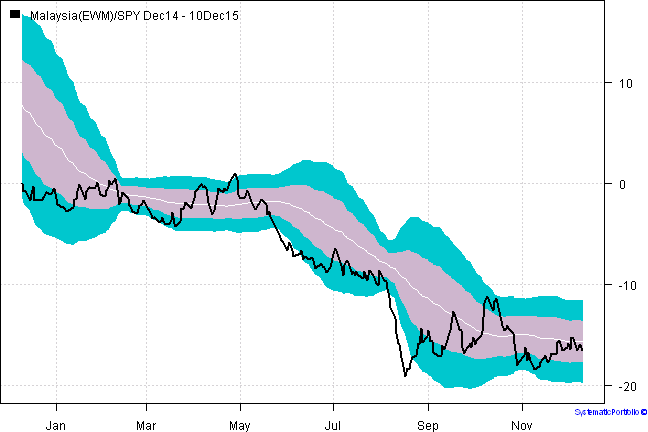 Malaysia(EWM)/SPY Dec14 - 10Dec15
10
0
-10
-20
Jan Mar May Jul Sep Nov
SystematicPortfolio ©